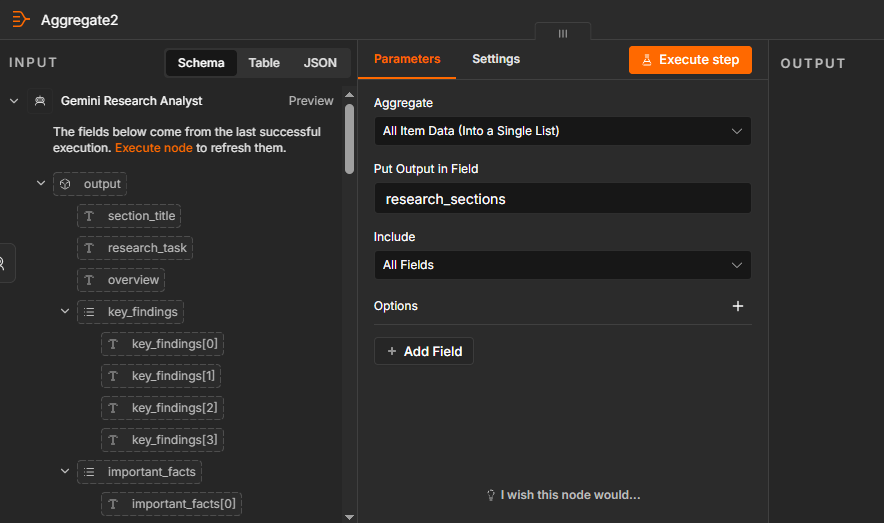 Aggregate2
INPUT
Schema
Table
JSON
Gemini Research Analyst
Preview
The fields below come from the last successful
execution. Execute node to refresh them.
output
T section_title
T research_task
T overview
key_findings
T key_findings[0]
T key_findings[1]
T key_findings[2]
T key_findings[3]
important_facts
T important_facts[0]
Parameters
Settings
Execute step
Aggregate
All Item Data (Into a Single List)
Put Output in Field
research_sections
Include
All Fields
Options
+
+ Add Field
I wish this node would...
OUTPUT